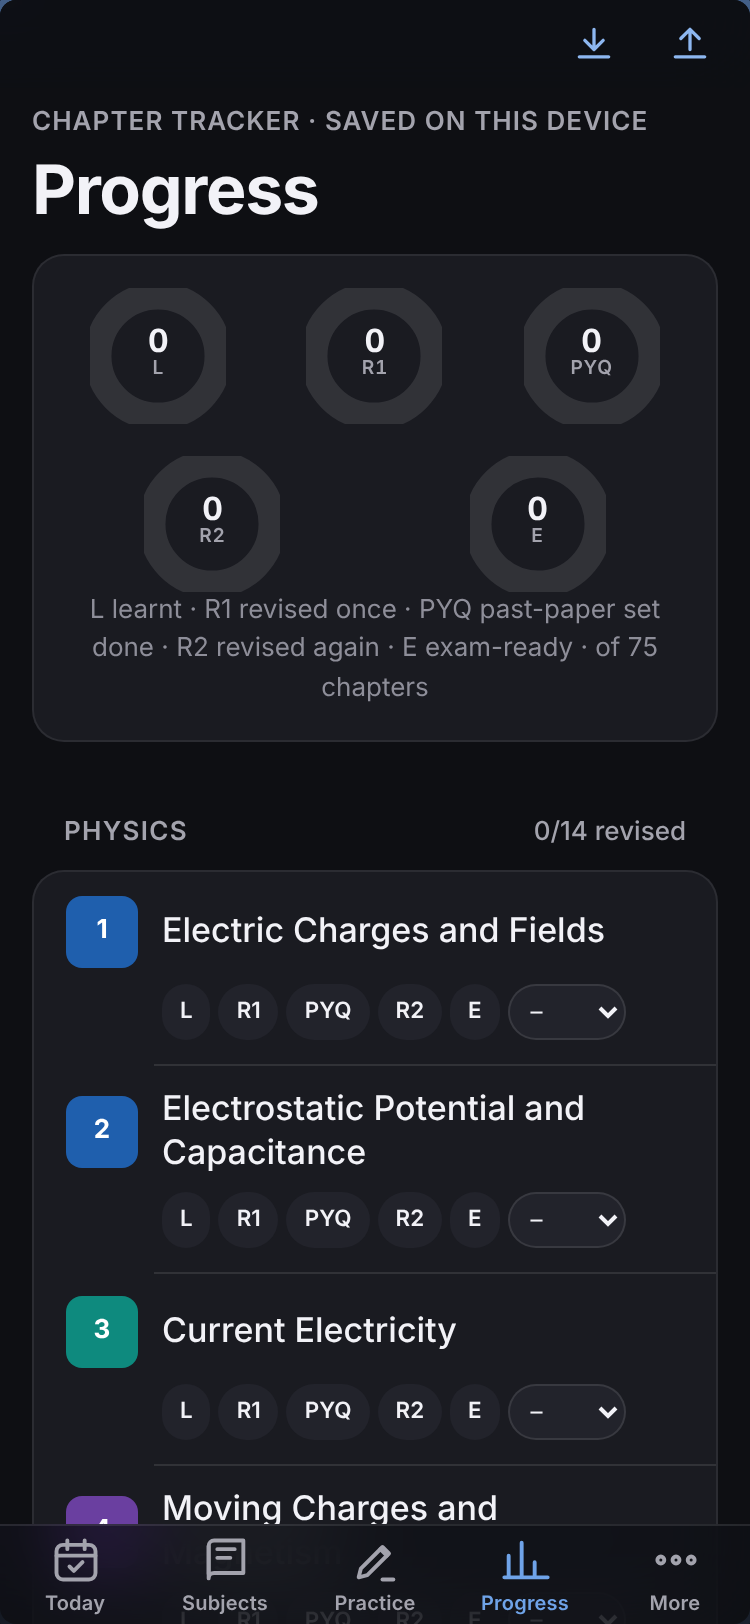 CHAPTER TRACKER · SAVED ON THIS DEVICE
Progress
0 0 0
L R1 PYQ
0 0
R2 E
L learnt · R1 revised once · PYQ past-paper set
done · R2 revised again · E exam-ready · of 75
chapters
PHYSICS 0/14 revised
1 Electric Charges and Fields
L R1 PYQ R2 E –
2 Electrostatic Potential and
Capacitance
L R1 PYQ R2 E –
3 Current Electricity
L R1 PYQ R2 E –
Moving Charges and
Today Subjects Practice Progress More